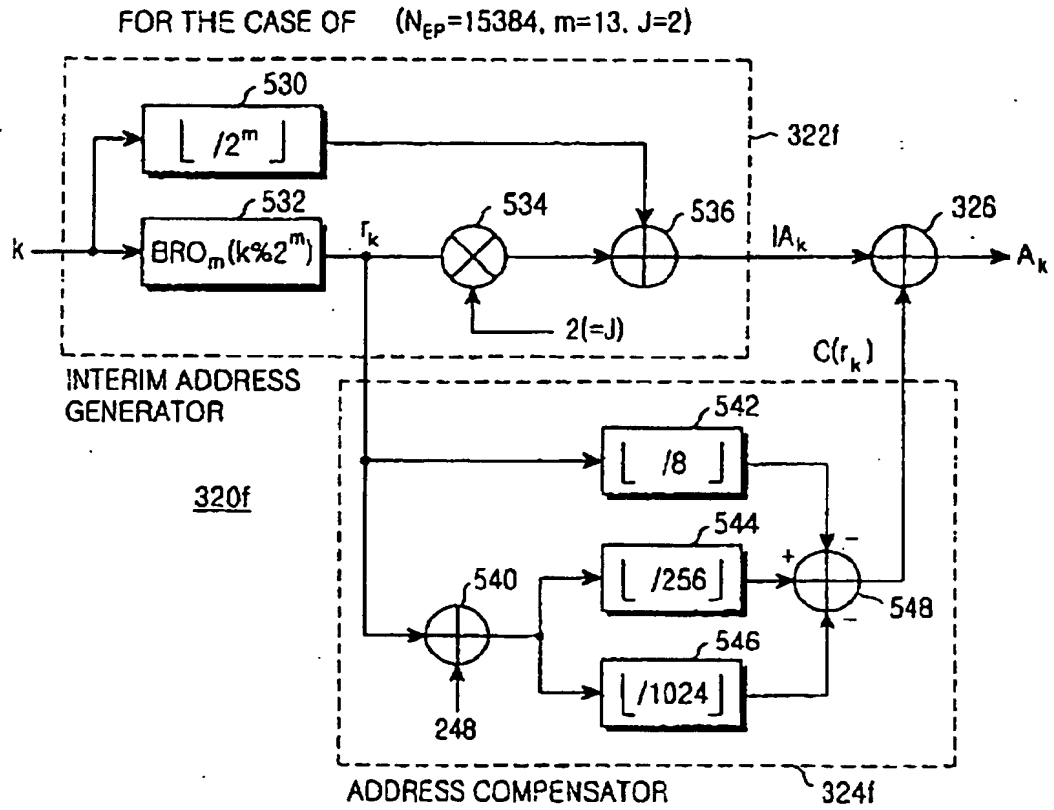 FOR THE CASE OF (N_EP=15384, m=13. J=2)
530
⌊ /2^m ⌋
322f
532
534
536
326
k
BRO_m(k%2^m)
r_k
IA_k
A_k
2(=J)
C(r_k)
INTERIM ADDRESS
GENERATOR
542
⌊ /8 ⌋
320f
544
⌊ /256 ⌋
-
+
540
548
-
546
⌊ /1024 ⌋
248
ADDRESS COMPENSATOR
324f